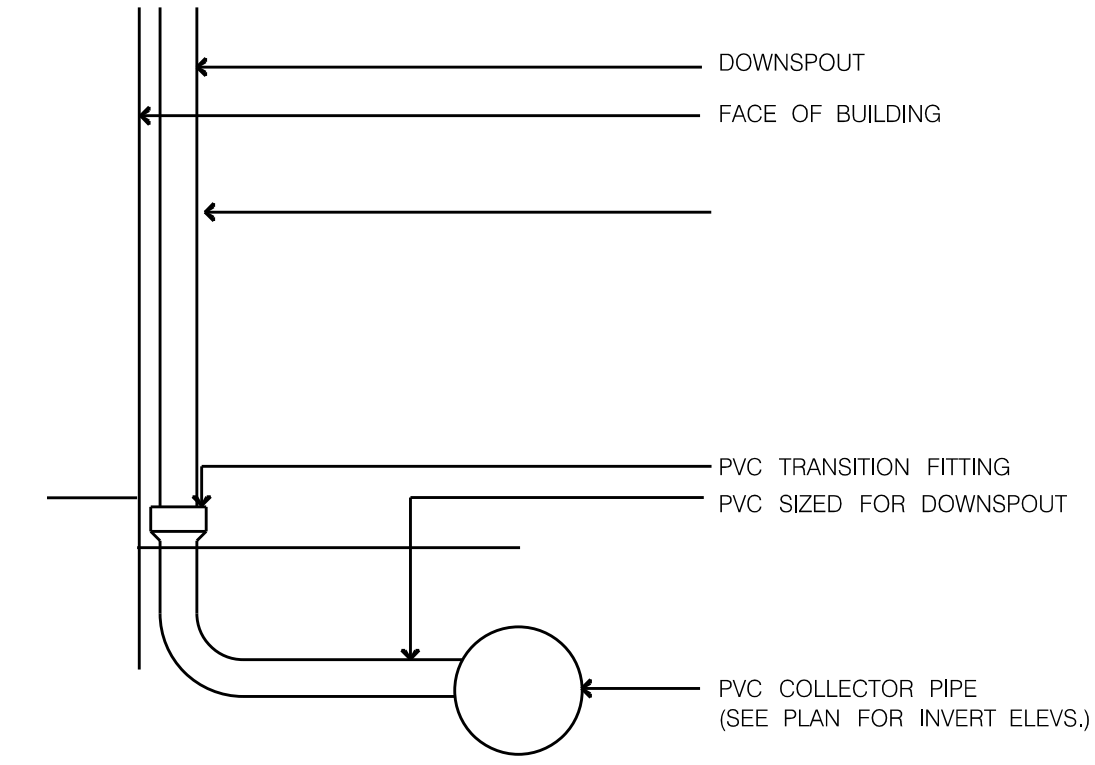 DOWNSPOUT
FACE OF BUILDING
PVC TRANSITION FITTING
PVC SIZED FOR DOWNSPOUT
PVC COLLECTOR PIPE
(SEE PLAN FOR INVERT ELEVS.)